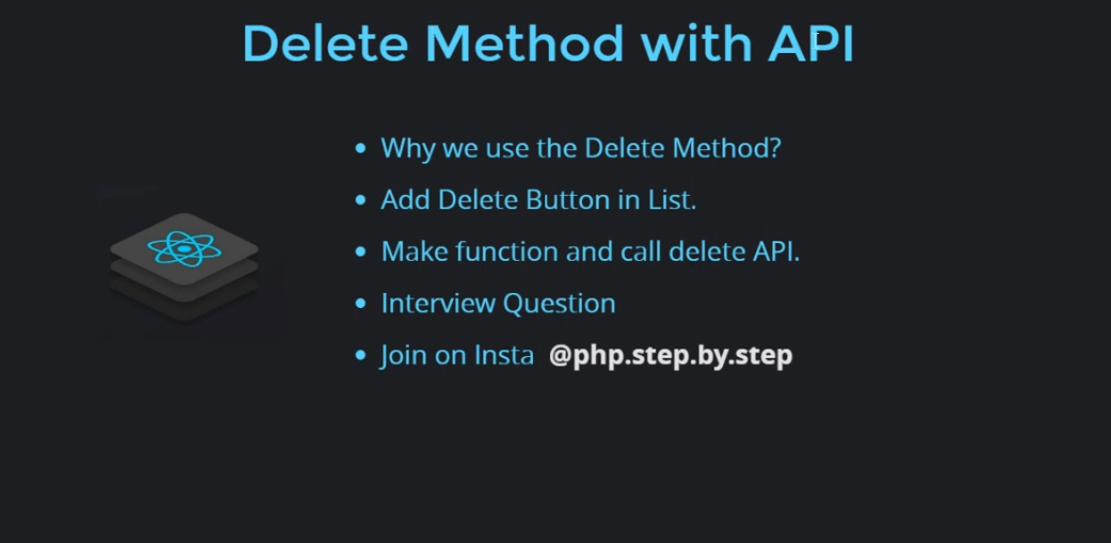 Delete Method with API
• Why we use the Delete Method?
• Add Delete Button in List.
• Make function and call delete API.
• Interview Question
• Join on Insta @php.step.by.step